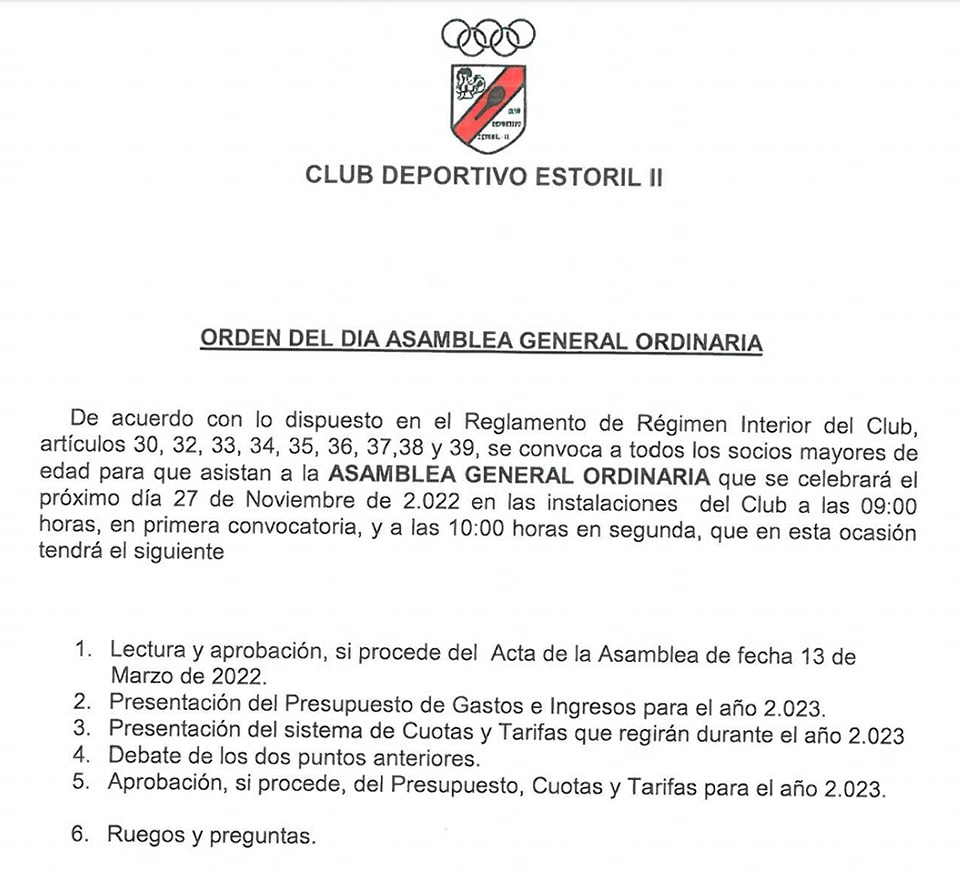 CLUB
DEPORTIVO
ESTORIL - II
CLUB DEPORTIVO ESTORIL II
ORDEN DEL DIA ASAMBLEA GENERAL ORDINARIA
De acuerdo con lo dispuesto en el Reglamento de Régimen Interior del Club,
artículos 30, 32, 33, 34, 35, 36, 37,38 y 39, se convoca a todos los socios mayores de
edad para que asistan a la ASAMBLEA GENERAL ORDINARIA que se celebrará el
próximo día 27 de Noviembre de 2.022 en las instalaciones del Club a las 09:00
horas, en primera convocatoria, y a las 10:00 horas en segunda, que en esta ocasión
tendrá el siguiente
1. Lectura y aprobación, si procede del Acta de la Asamblea de fecha 13 de
Marzo de 2022.
2. Presentación del Presupuesto de Gastos e Ingresos para el año 2.023.
3. Presentación del sistema de Cuotas y Tarifas que regirán durante el año 2.023
4. Debate de los dos puntos anteriores.
5. Aprobación, si procede, del Presupuesto, Cuotas y Tarifas para el año 2.023.
6. Ruegos y preguntas.